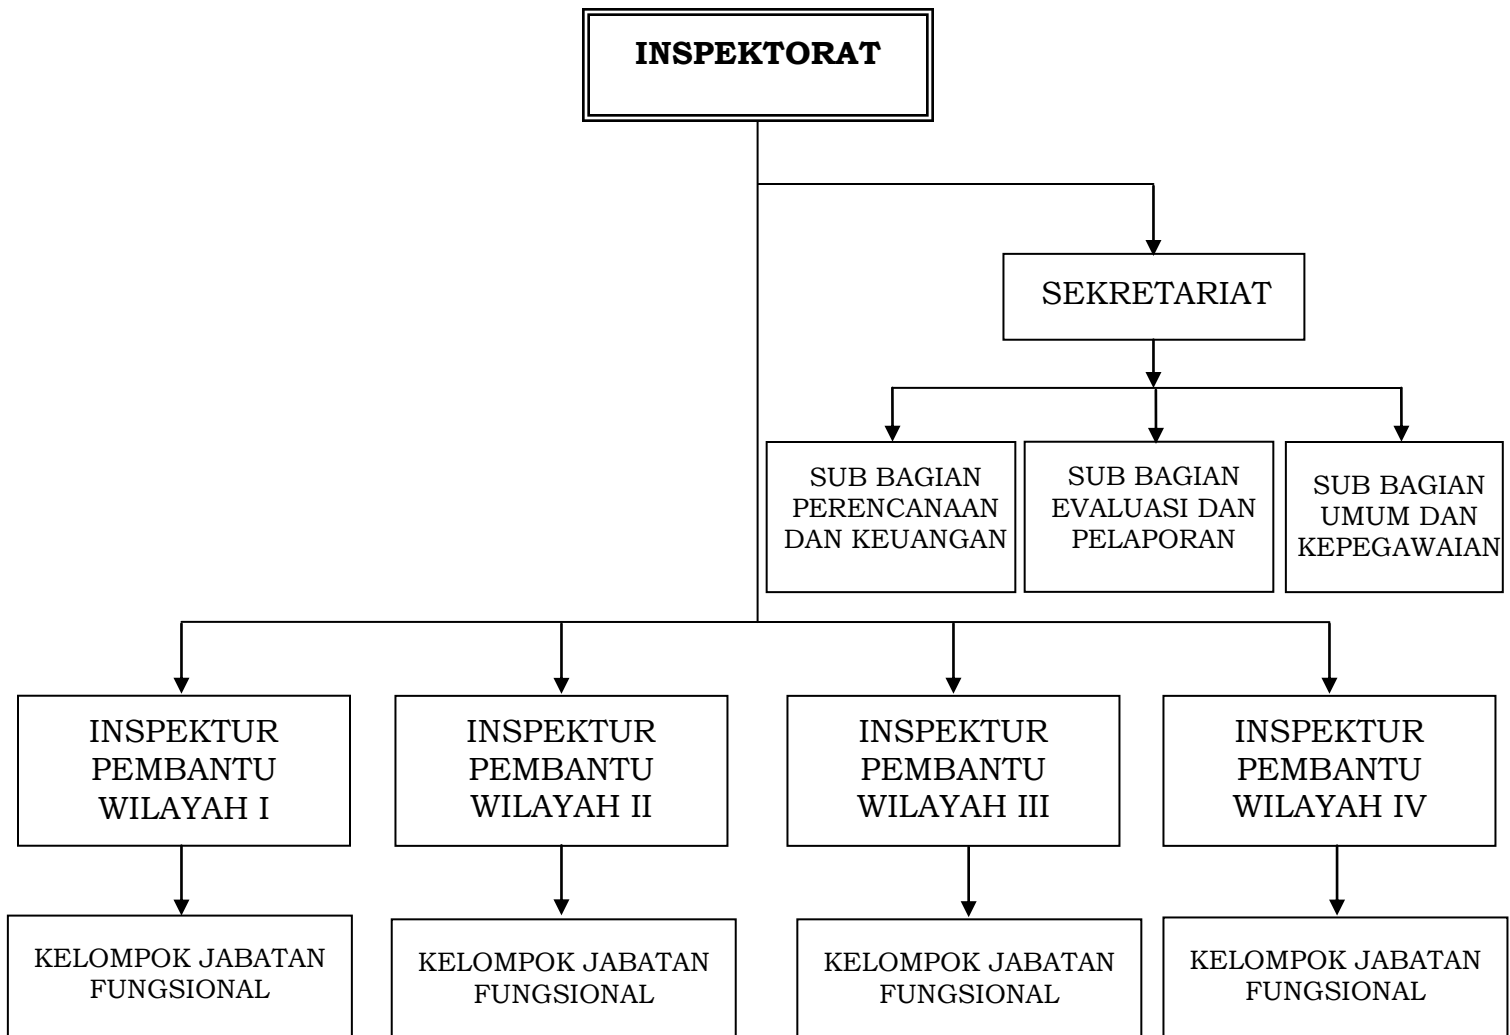 INSPEKTORAT
SEKRETARIAT
SUB BAGIAN
PERENCANAAN
DAN KEUANGAN
SUB BAGIAN
EVALUASI DAN
PELAPORAN
SUB BAGIAN
UMUM DAN
KEPEGAWAIAN
INSPEKTUR
PEMBANTU
WILAYAH I
INSPEKTUR
PEMBANTU
WILAYAH II
INSPEKTUR
PEMBANTU
WILAYAH III
INSPEKTUR
PEMBANTU
WILAYAH IV
KELOMPOK JABATAN
FUNGSIONAL
KELOMPOK JABATAN
FUNGSIONAL
KELOMPOK JABATAN
FUNGSIONAL
KELOMPOK JABATAN
FUNGSIONAL